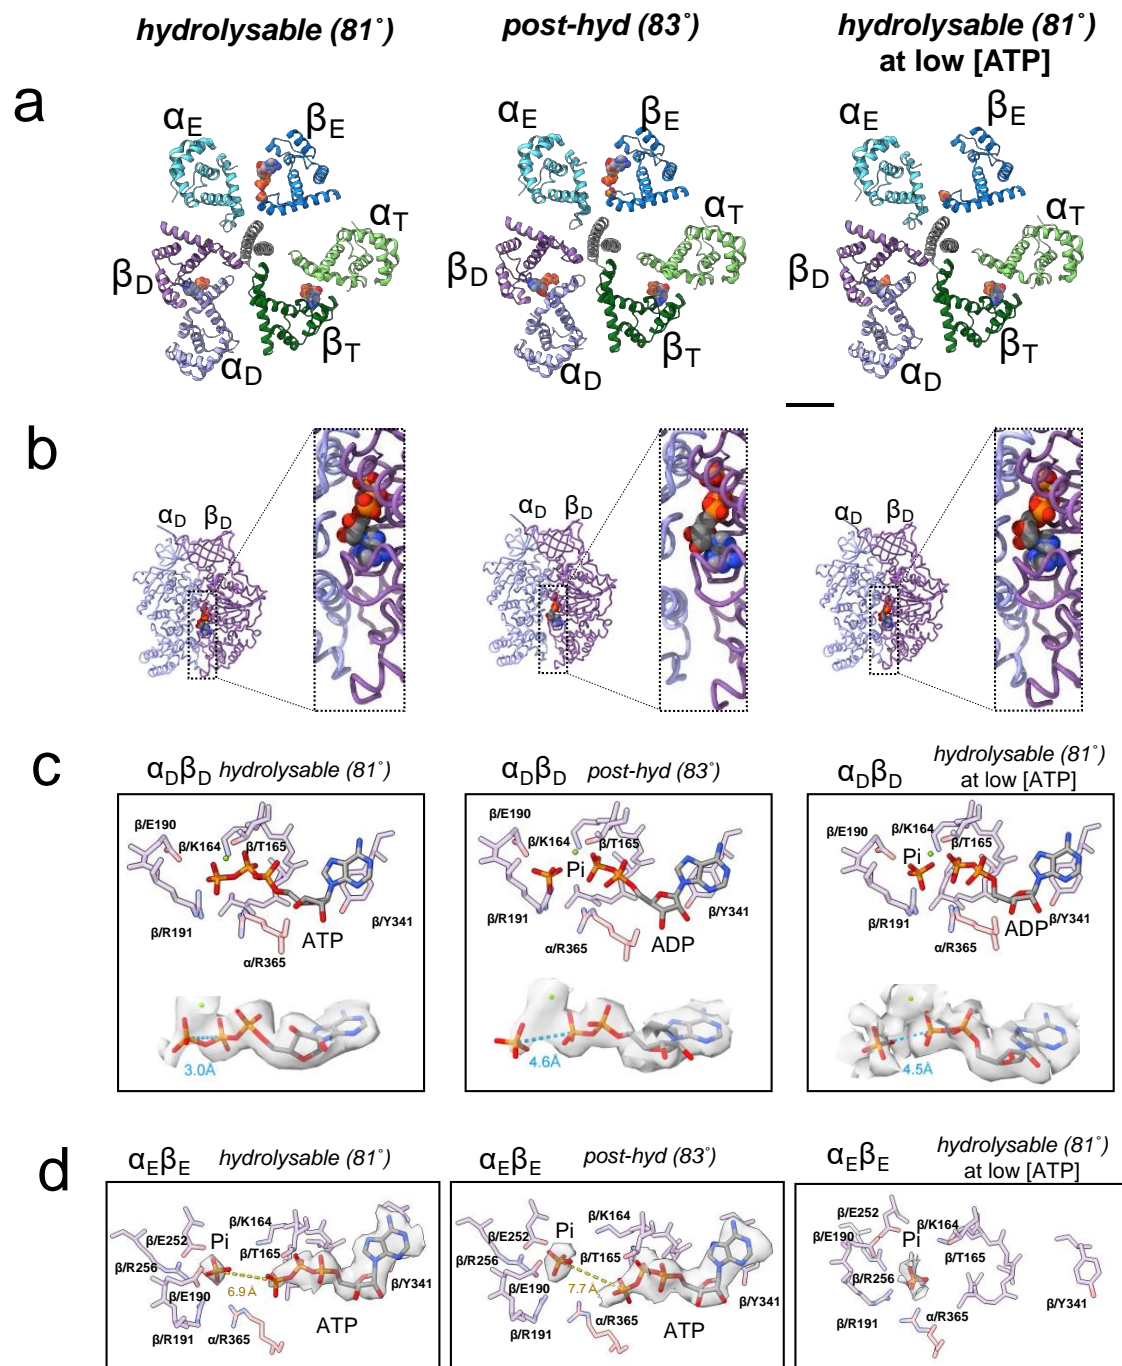 hydrolysable (81˚)
post-hyd (83˚)
hydrolysable (81˚)
at low [ATP]
a
αE
βE
αT
βD
βT
αD
αE
βE
αT
βD
βT
αD
αE
βE
αT
βD
βT
αD
b
αD βD
αD βD
αD βD
c
αDβD hydrolysable (81˚)
β/E190
β/K164
β/T165
β/R191
β/Y341
ATP
α/R365
3.0Å
αDβD post-hyd (83˚)
β/E190
β/K164
β/T165
Pi
β/R191
β/Y341
ADP
α/R365
4.6Å
αDβD
hydrolysable (81˚)
at low [ATP]
β/E190
β/K164
β/T165
Pi
β/R191
β/Y341
ADP
α/R365
4.5Å
d
αEβE hydrolysable (81˚)
β/K164
β/E252
Pi
β/T165
β/R256
β/E190
6.9Å
β/Y341
β/R191
α/R365
ATP
αEβE post-hyd (83˚)
β/K164
β/E252
Pi
β/T165
β/R256
β/E190
7.7Å
β/Y341
β/R191
α/R365
ATP
αEβE
hydrolysable (81˚)
at low [ATP]
β/E252
β/E190
Pi
β/K164
β/T165
β/R256
β/Y341
β/R191
α/R365